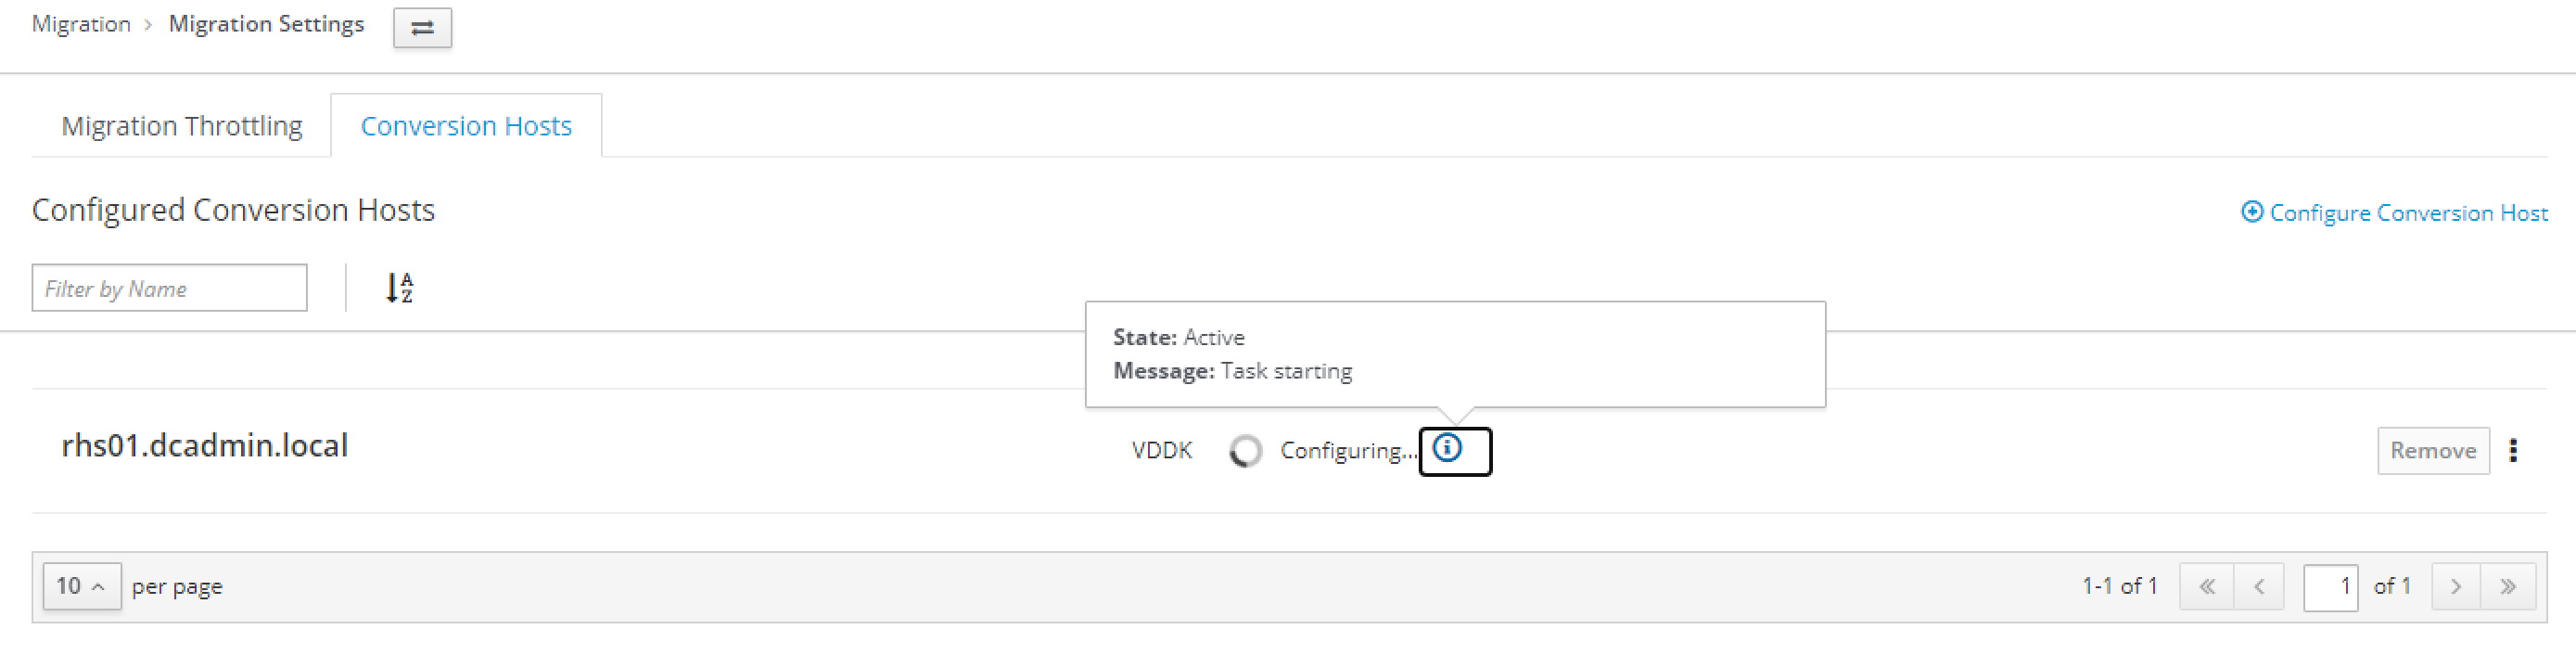 Migration > Migration Settings
Migration Throttling
Conversion Hosts
Configured Conversion Hosts
Configure Conversion Host
Filter by Name
A
Z
State: Active
Message: Task starting
rhs01.dcadmin.local
VDDK
Configuring...
Remove
10
per page
1-1 of 1
1
of 1